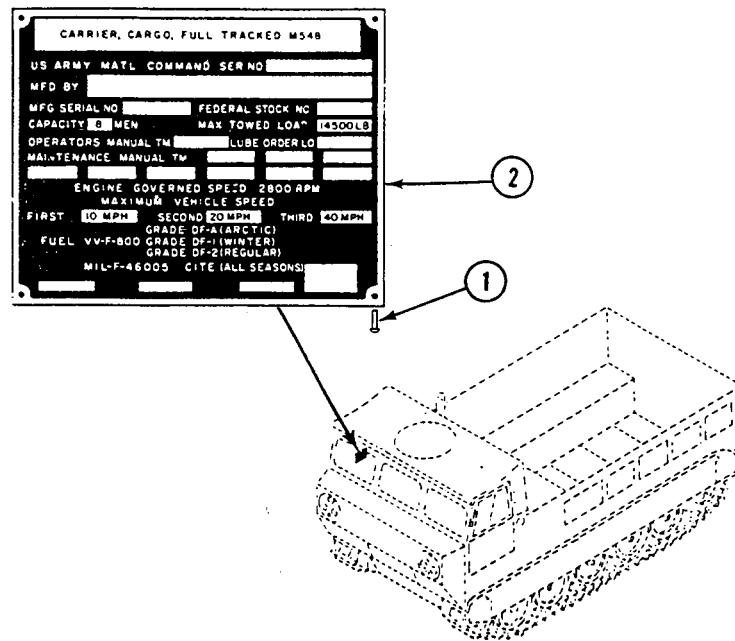 CARRIER, CARGO, FULL TRACKED M548
US ARMY MATL COMMAND SER NO
MFD BY
MFG SERIAL NO FEDERAL STOCK NO
CAPACITY 8 MEN MAX TOWED LOAD 14500 LB
OPERATORS MANUAL TM LUBE ORDER LO
MAINTENANCE MANUAL TM
ENGINE GOVERNED SPEED 2800 RPM
MAXIMUM VEHICLE SPEED
FIRST 10 MPH SECOND 20 MPH THIRD 40 MPH
GRADE DF-A (ARCTIC)
FUEL VV-F-800 GRADE DF-1 (WINTER)
GRADE DF-2 (REGULAR)
MIL-F-46005 CITE (ALL SEASONS)
2
1